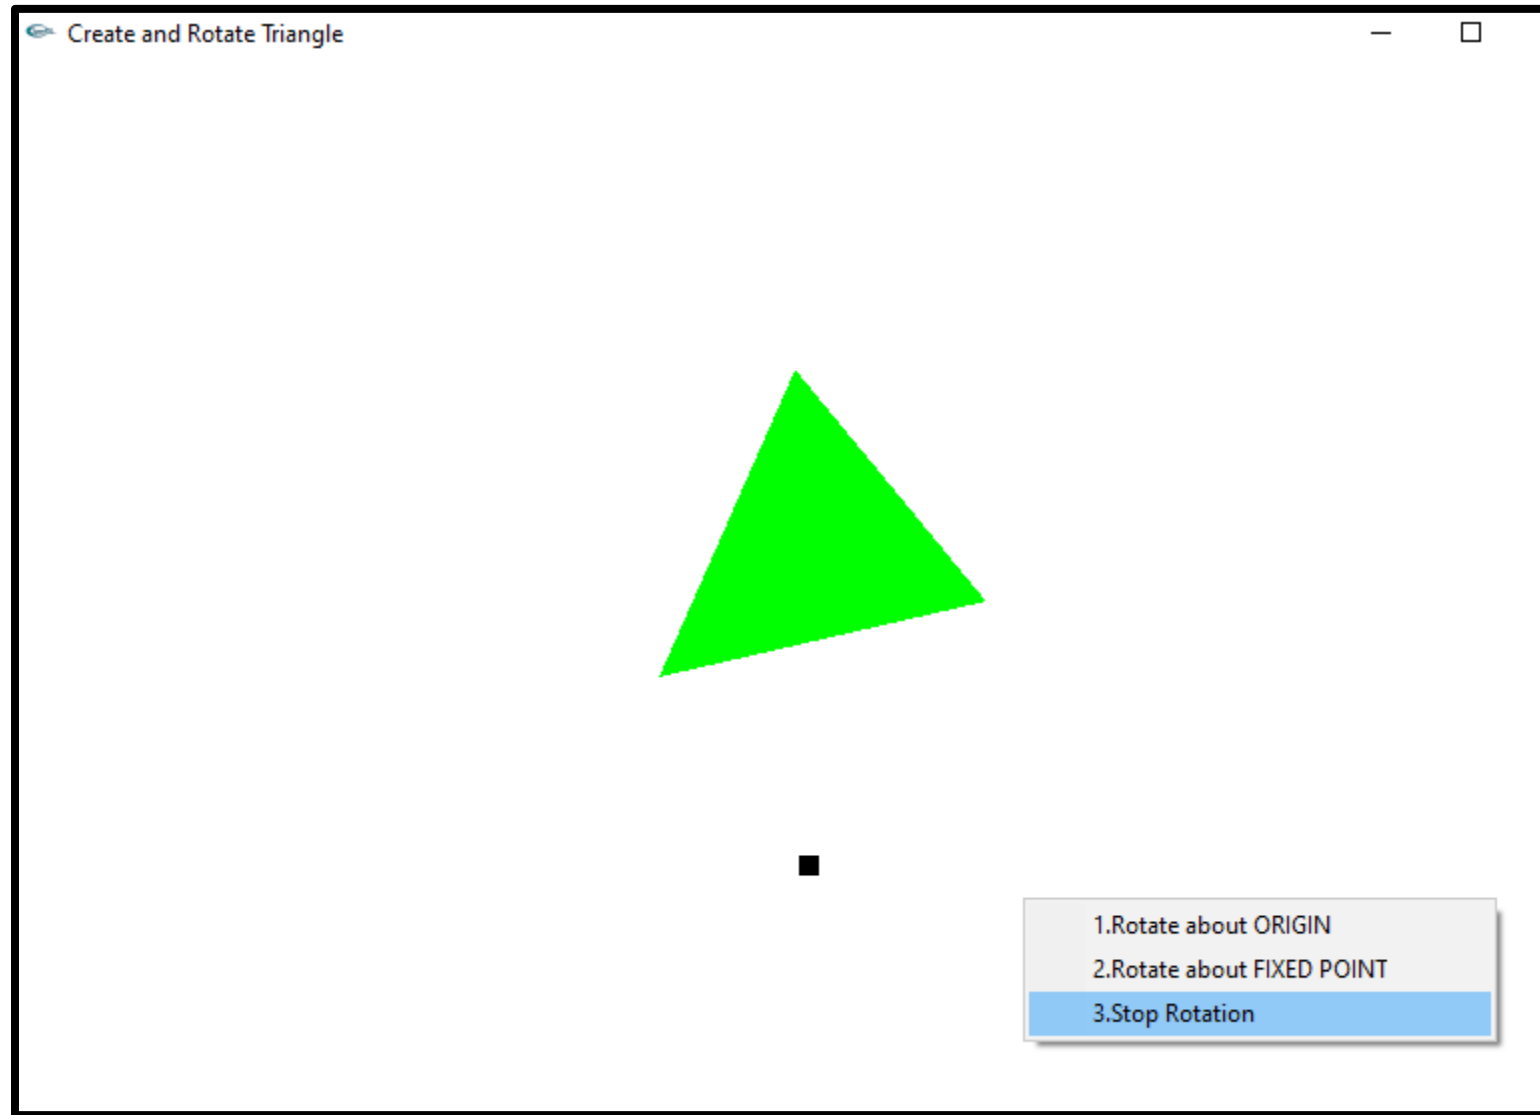 Create and Rotate Triangle
1.Rotate about ORIGIN
2.Rotate about FIXED POINT
3.Stop Rotation